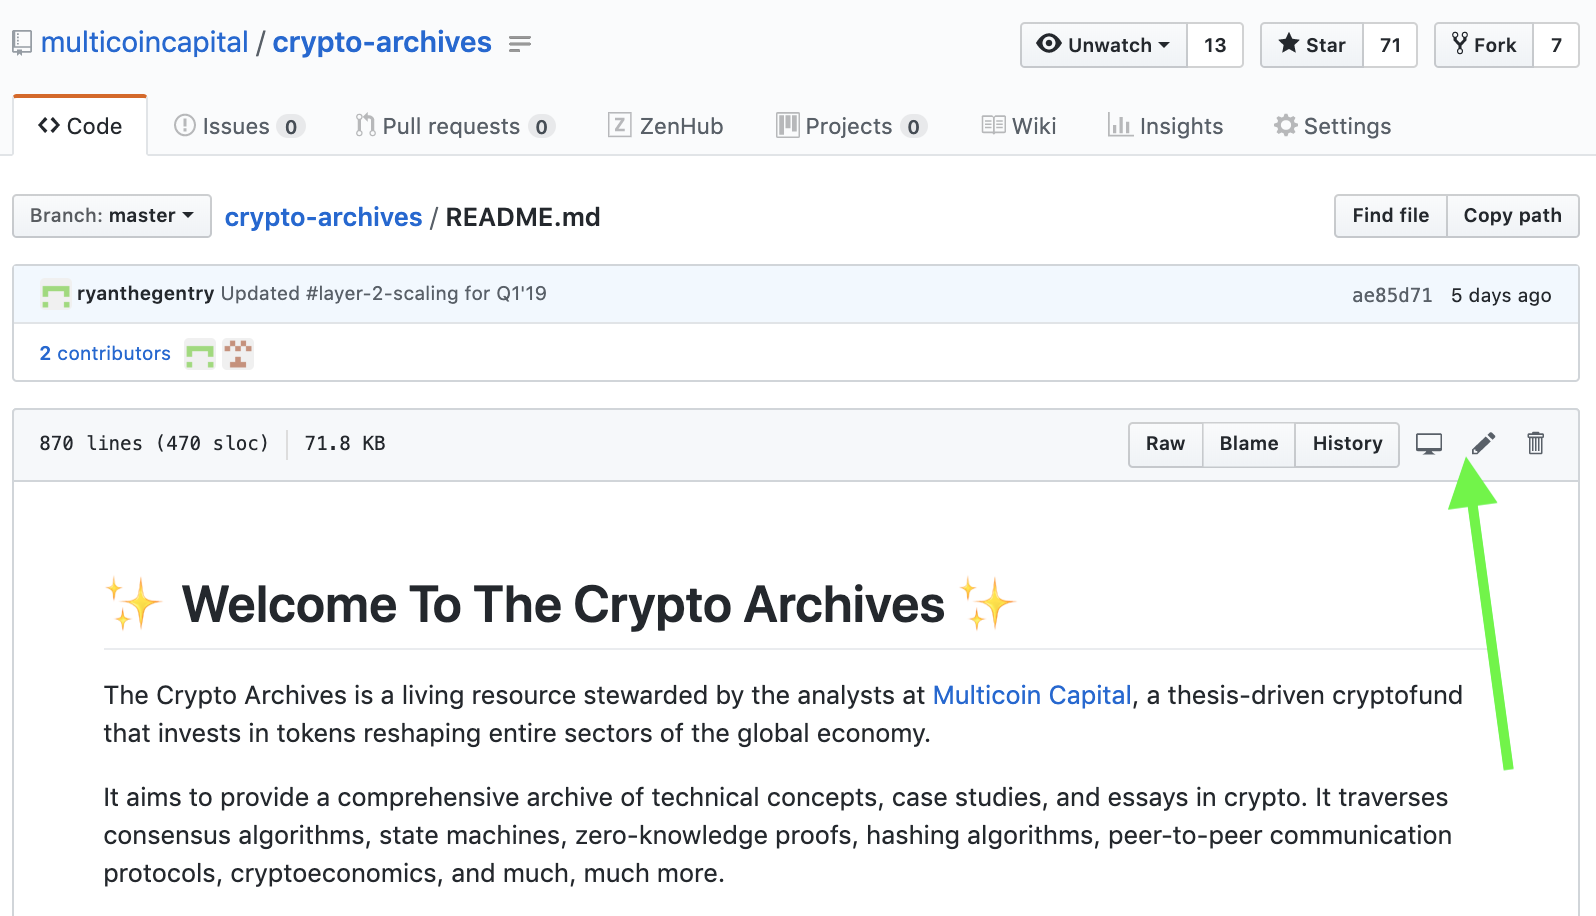 multicoincapital / crypto-archives
Unwatch 13 Star 71 Fork 7
Code Issues 0 Pull requests 0 Z ZenHub Projects 0 Wiki Insights Settings
Branch: master crypto-archives / README.md Find file Copy path
ryanthegentry Updated #layer-2-scaling for Q1'19 ae85d71 5 days ago
2 contributors
870 lines (470 sloc) 71.8 KB Raw Blame History
✨ Welcome To The Crypto Archives ✨
The Crypto Archives is a living resource stewarded by the analysts at Multicoin Capital, a thesis-driven cryptofund
that invests in tokens reshaping entire sectors of the global economy.
It aims to provide a comprehensive archive of technical concepts, case studies, and essays in crypto. It traverses
consensus algorithms, state machines, zero-knowledge proofs, hashing algorithms, peer-to-peer communication
protocols, cryptoeconomics, and much, much more.